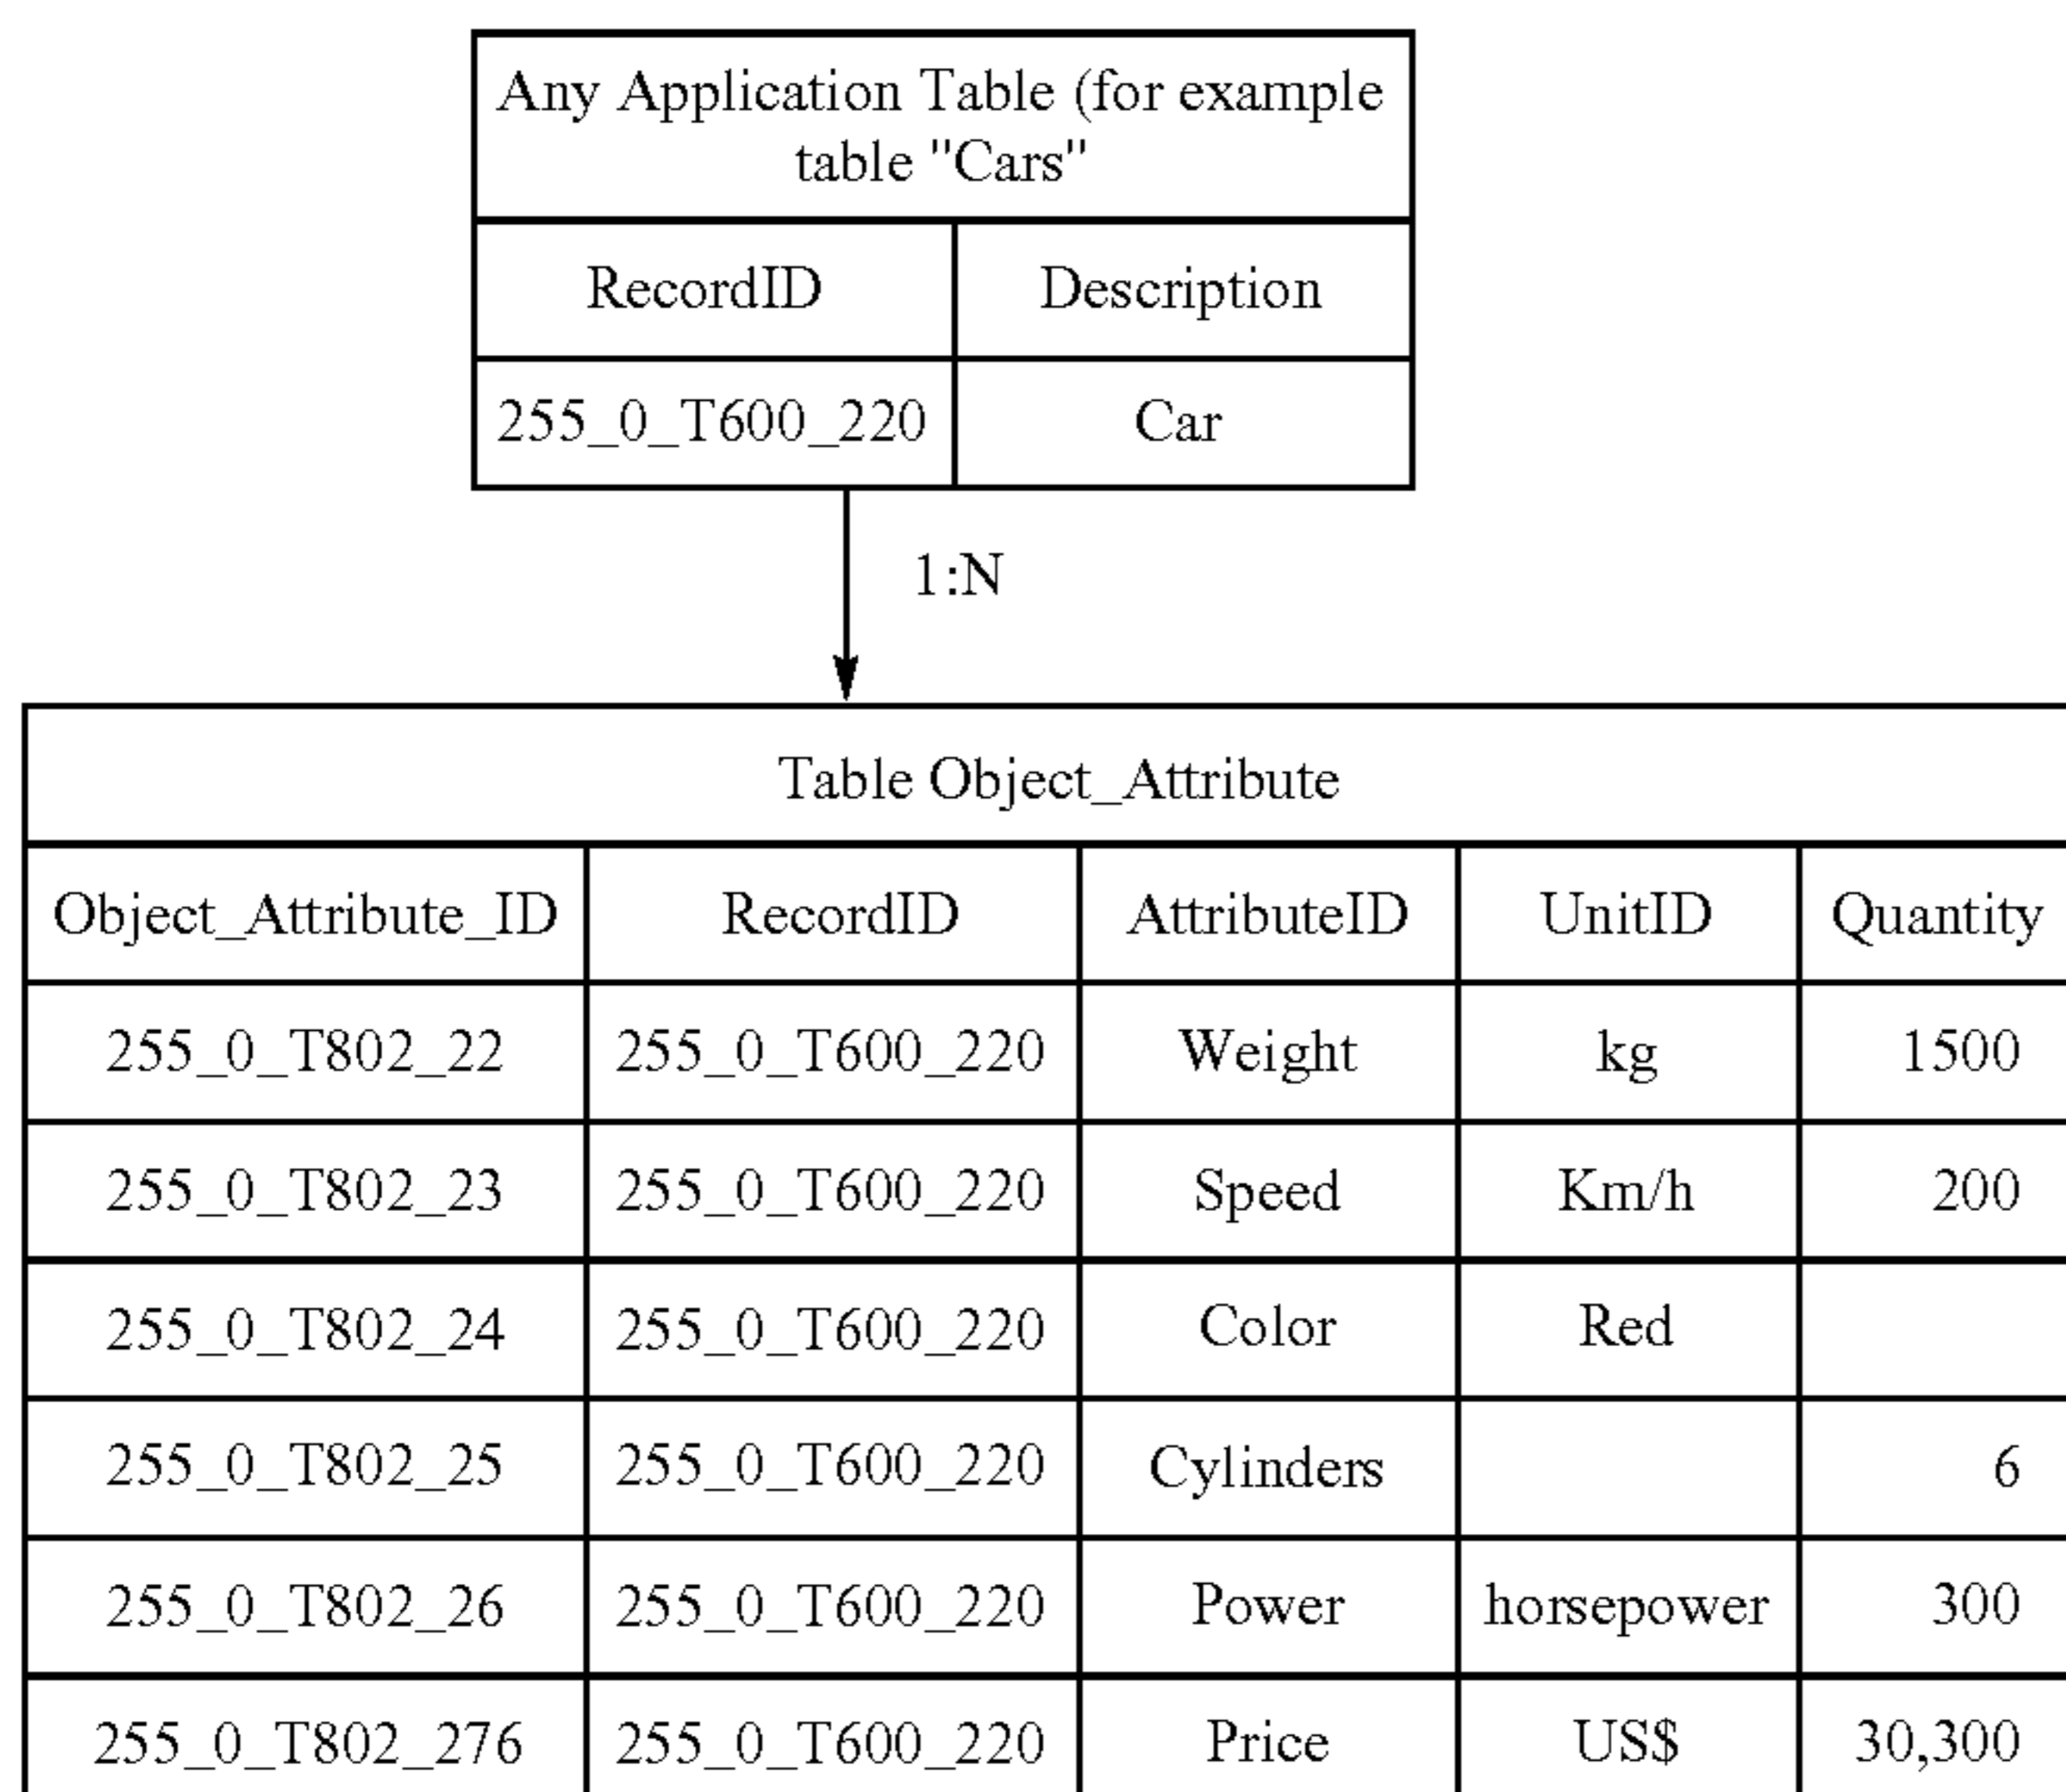 Any Application Table (for example
table "Cars"
RecordID Description
255_0_T600_220 Car
1:N
Table Object_Attribute
Object_Attribute_ID RecordID AttributeID UnitID Quantity
255_0_T802_22 255_0_T600_220 Weight kg 1500
255_0_T802_23 255_0_T600_220 Speed Km/h 200
255_0_T802_24 255_0_T600_220 Color Red
255_0_T802_25 255_0_T600_220 Cylinders 6
255_0_T802_26 255_0_T600_220 Power horsepower 300
255_0_T802_276 255_0_T600_220 Price US$ 30,300